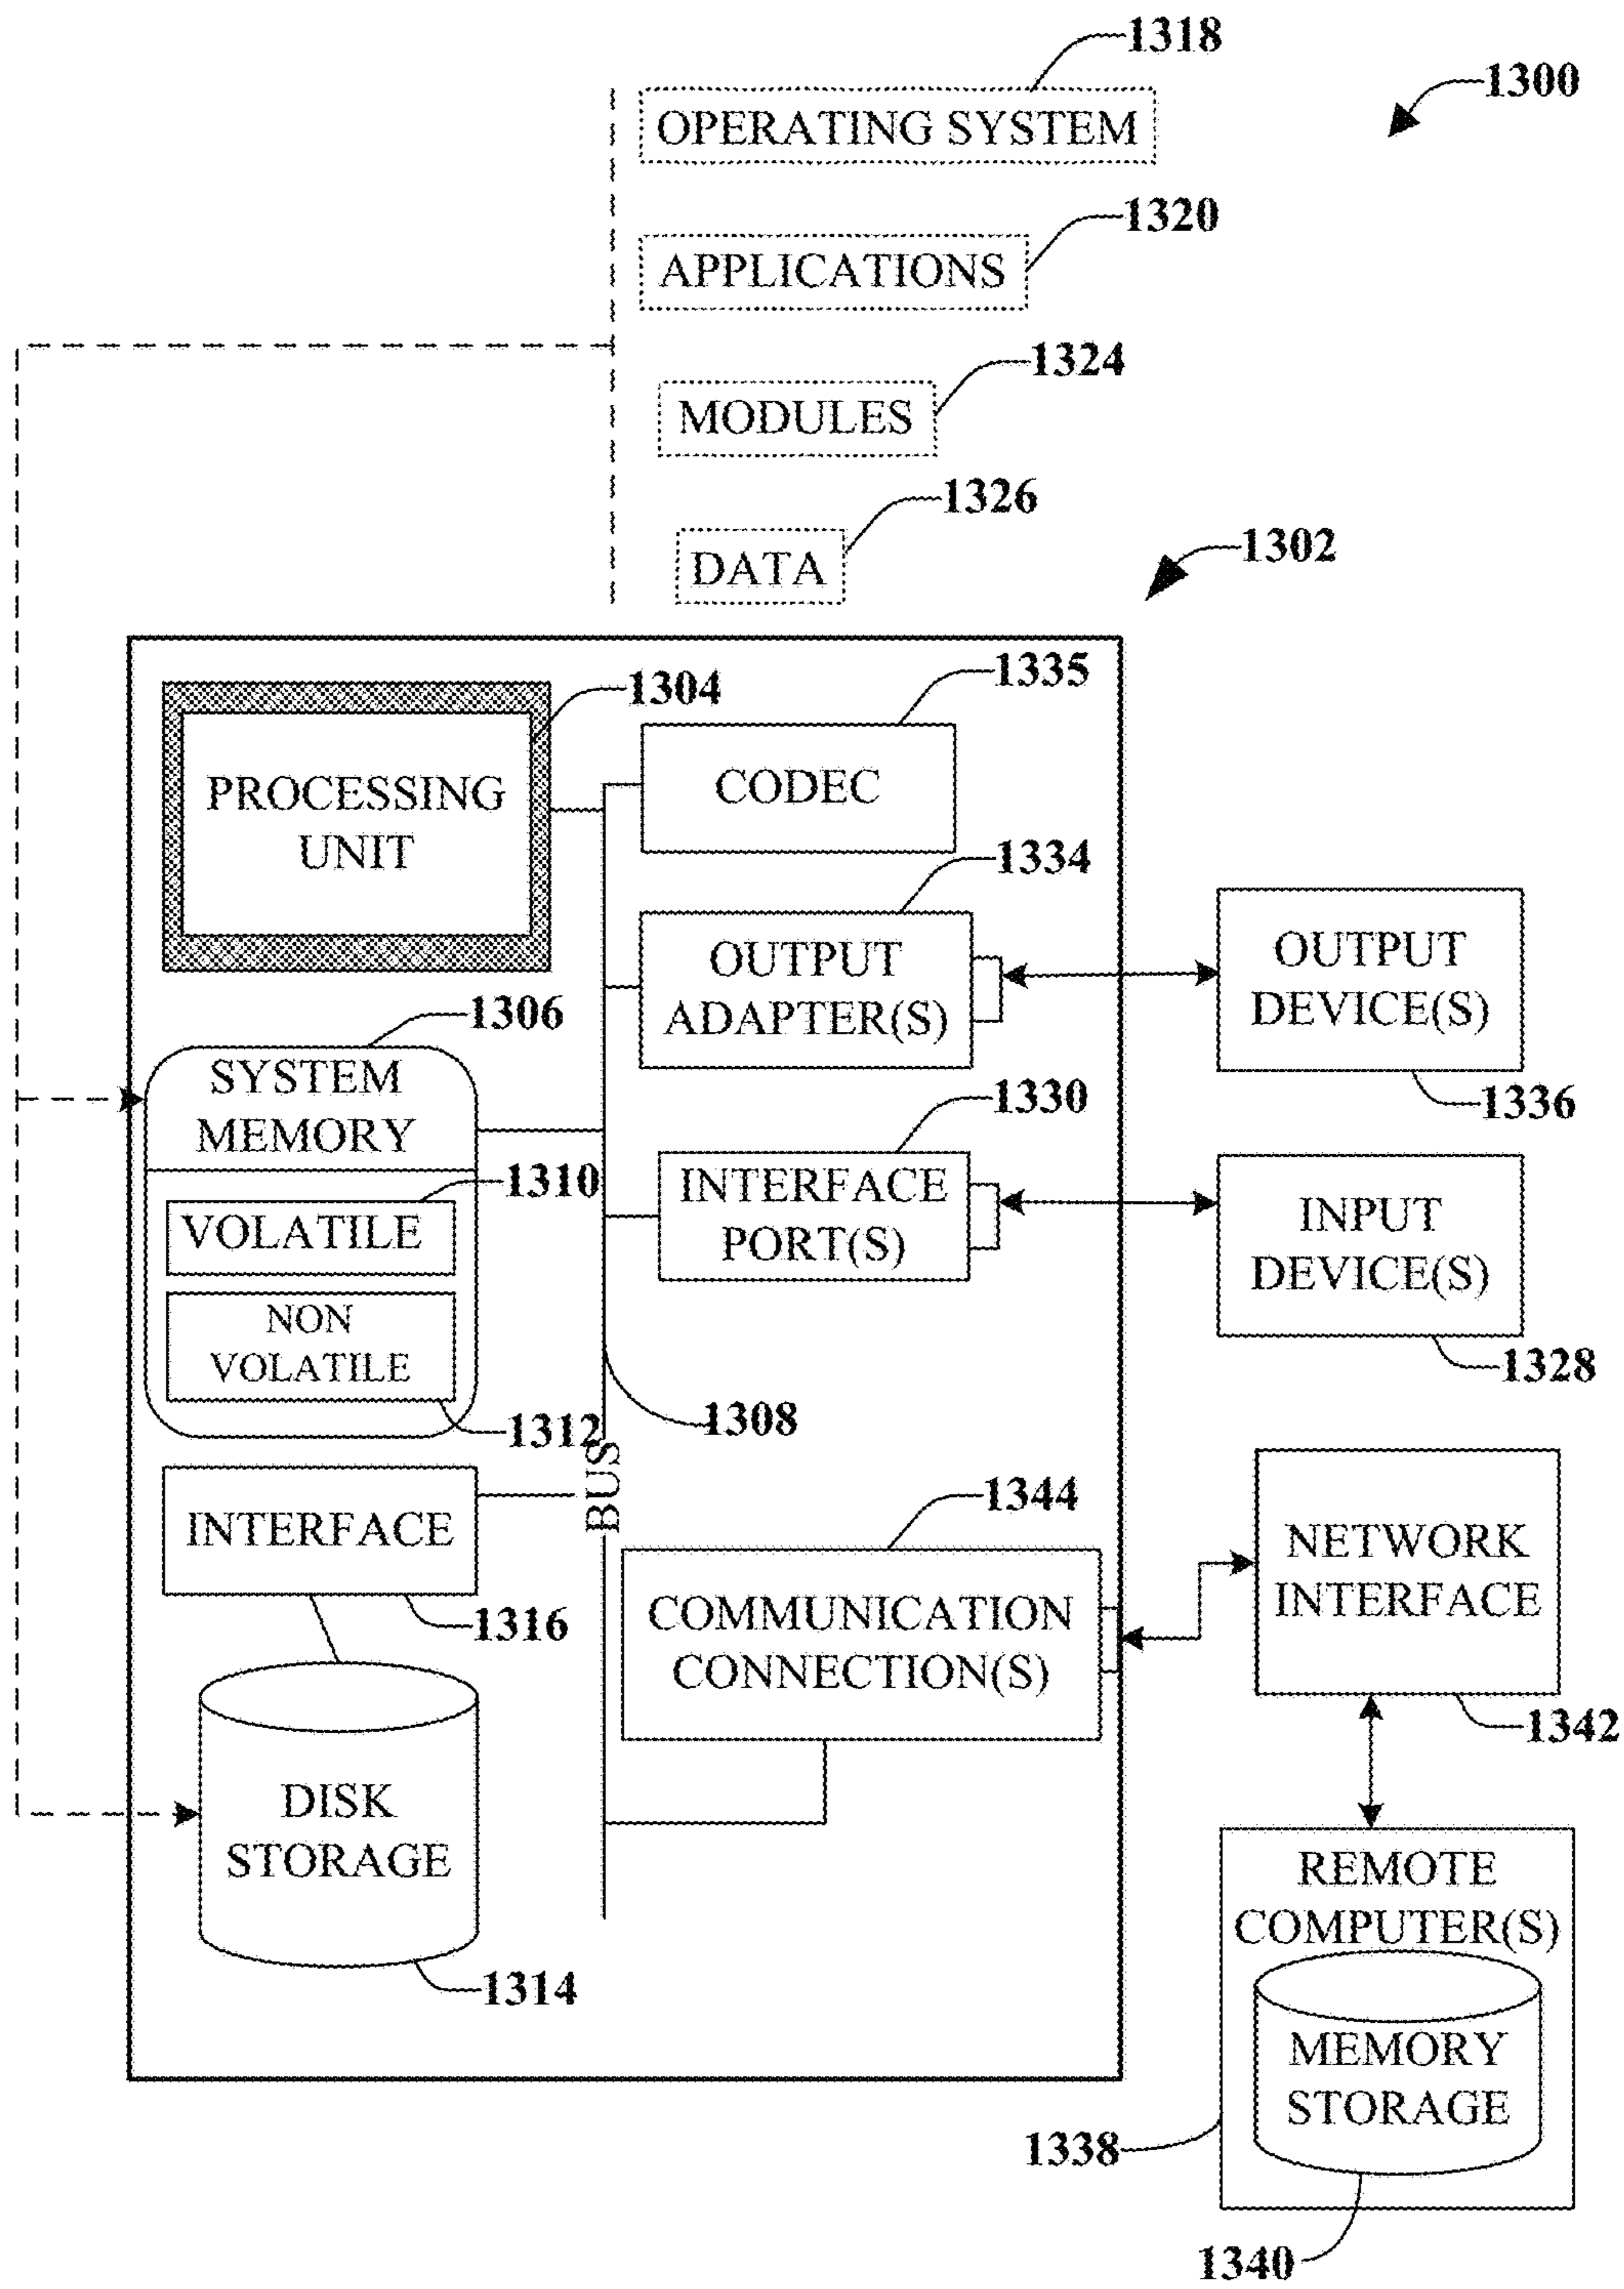 1318
1300
OPERATING SYSTEM
1320
APPLICATIONS
1324
MODULES
1326
DATA
1302
1304
PROCESSING
UNIT
1335
CODEC
1334
OUTPUT
ADAPTER(S)
OUTPUT
DEVICE(S)
1336
1306
SYSTEM
MEMORY
1310
VOLATILE
NON
VOLATILE
1312
1330
INTERFACE
PORT(S)
INPUT
DEVICE(S)
1328
1308
BUS
INTERFACE
1316
1344
COMMUNICATION
CONNECTION(S)
NETWORK
INTERFACE
1342
DISK
STORAGE
1314
REMOTE
COMPUTER(S)
MEMORY
STORAGE
1338
1340